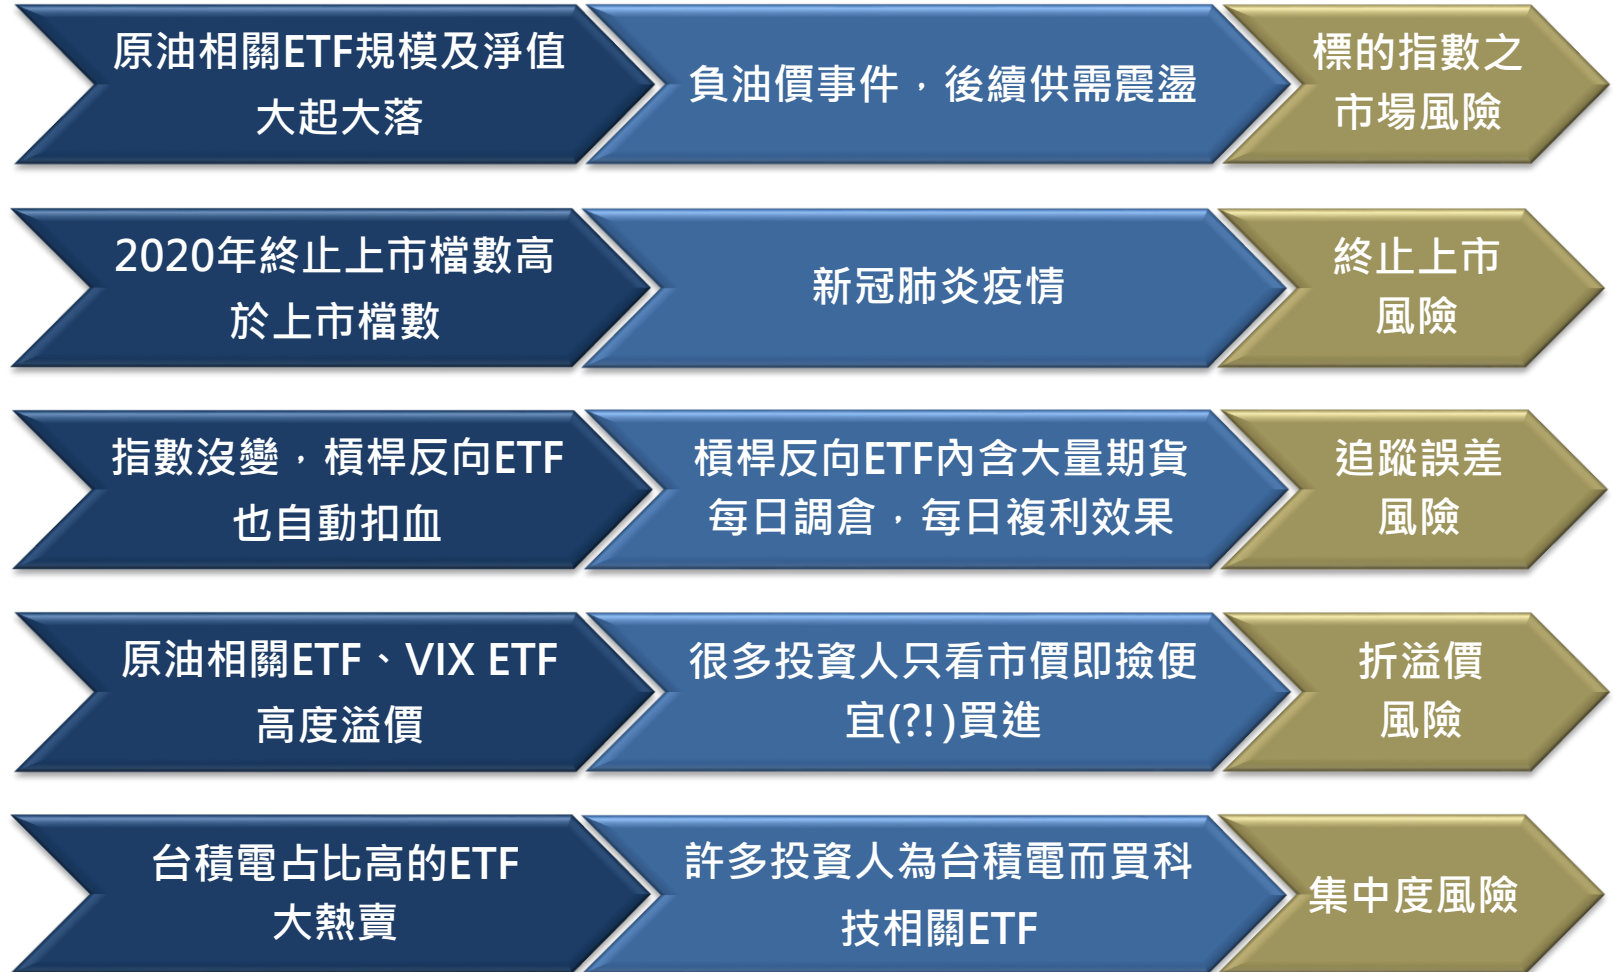 原油相關ETF規模及淨值
大起大落
負油價事件，後續供需震盪
標的指數之
市場風險
2020年終止上市檔數高
於上市檔數
新冠肺炎疫情
終止上市
風險
指數沒變，槓桿反向ETF
也自動扣血
槓桿反向ETF內含大量期貨
每日調倉，每日複利效果
追蹤誤差
風險
原油相關ETF、VIX ETF
高度溢價
很多投資人只看市價即撿便
宜(?!)買進
折溢價
風險
台積電占比高的ETF
大熱賣
許多投資人為台積電而買科
技相關ETF
集中度風險